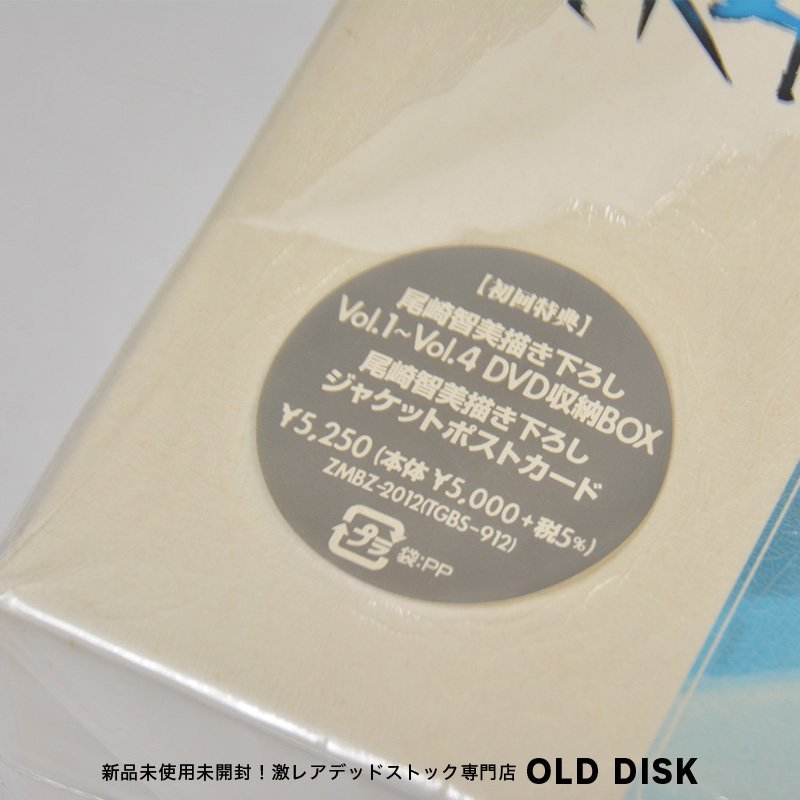 【初回特典】
尾崎智美描き下ろし
Vol.1~Vol.4 DVD収納BOX
尾崎智美描き下ろし
ジャケットポストカード
¥5,250(本体 ¥5,000+税5%)
ZMBZ-2012(TGBS-912)
プラ 袋:PP
新品未使用未開封!激レアデッドストック専門店 OLD DISK